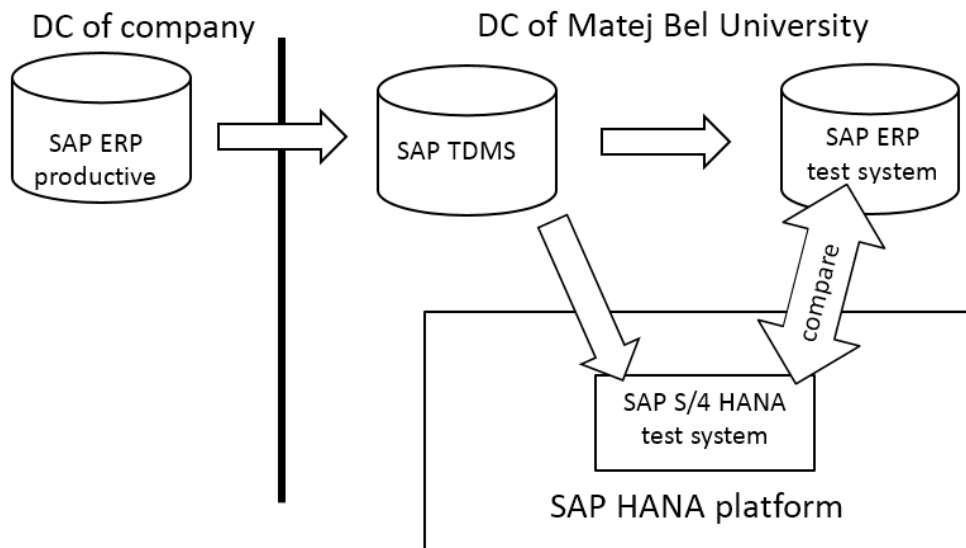 DC of company
DC of Matej Bel University
SAP ERP
productive
SAP TDMS
SAP ERP
test system
compare
SAP S/4 HANA
test system
SAP HANA platform